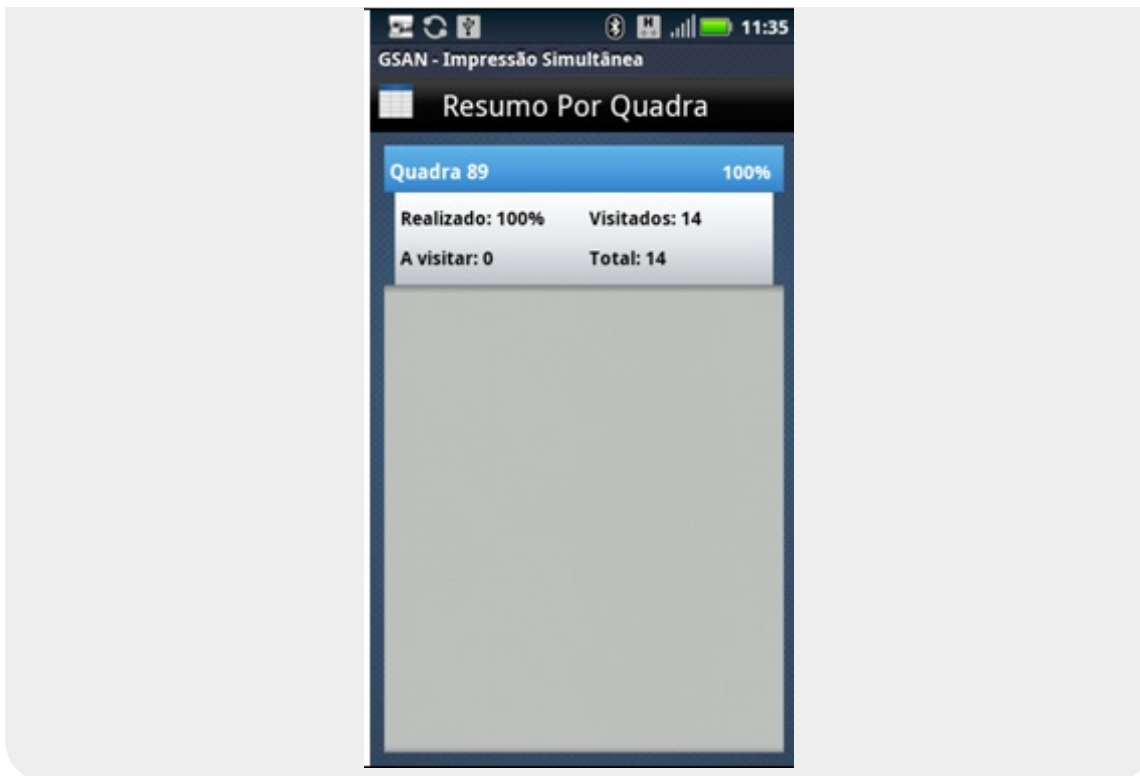 11:35
GSAN - Impressão Simultânea
Resumo Por Quadra
Quadra 89 100%
Realizado: 100% Visitados: 14
A visitar: 0 Total: 14